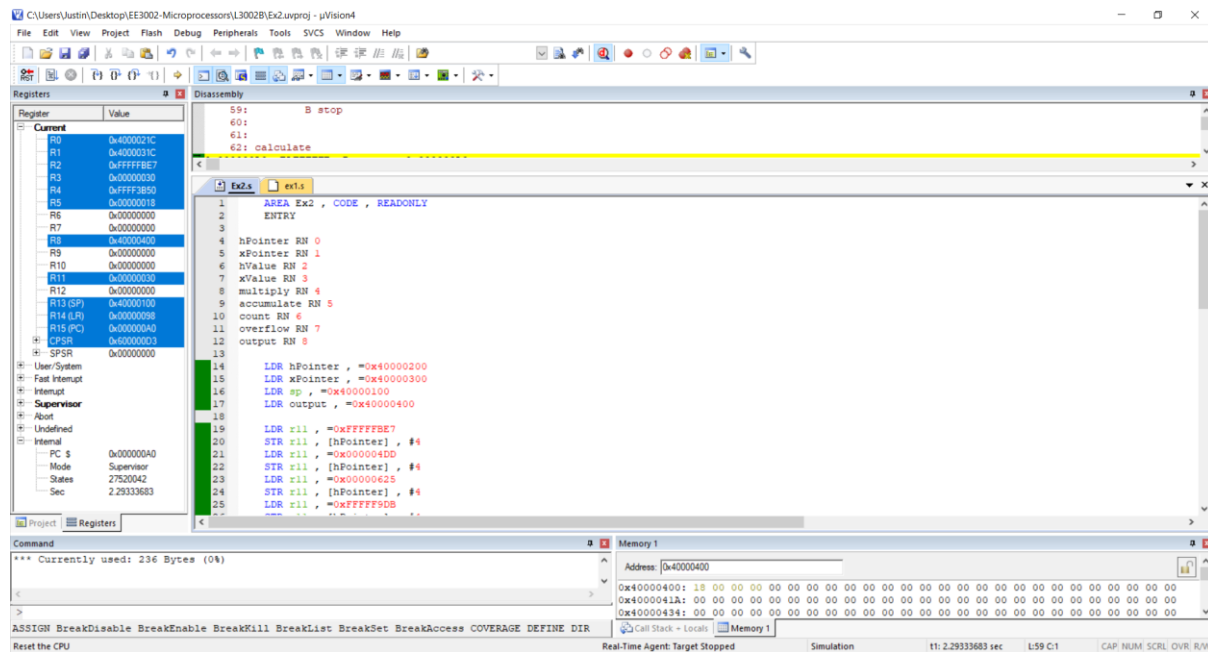 C:\Users\Justin\Desktop\EE3002-Microprocessors\L3002B\Ex2.uvproj - µVision4
File Edit View Project Flash Debug Peripherals Tools SVCS Window Help
Registers
Register Value
Current
R0 0x4000021C
R1 0x4000031C
R2 0xFFFFFBE7
R3 0x00000030
R4 0xFFFF3B50
R5 0x00000018
R6 0x00000000
R7 0x00000000
R8 0x40000400
R9 0x00000000
R10 0x00000000
R11 0x00000030
R12 0x00000000
R13 (SP) 0x40000100
R14 (LR) 0x00000098
R15 (PC) 0x000000A0
CPSR 0x600000D3
SPSR 0x00000000
User/System
Fast Interrupt
Interrupt
Supervisor
Abort
Undefined
Internal
PC $ 0x000000A0
Mode Supervisor
States 27520042
Sec 2.29333683
Project Registers
Disassembly
59: B stop
60:
61:
62: calculate
Ex2.s ex1.s
1 AREA Ex2 , CODE , READONLY
2 ENTRY
3
4 hPointer RN 0
5 xPointer RN 1
6 hValue RN 2
7 xValue RN 3
8 multiply RN 4
9 accumulate RN 5
10 count RN 6
11 overflow RN 7
12 output RN 8
13
14 LDR hPointer , =0x40000200
15 LDR xPointer , =0x40000300
16 LDR sp , =0x40000100
17 LDR output , =0x40000400
18
19 LDR r11 , =0xFFFFFBE7
20 STR r11 , [hPointer] , #4
21 LDR r11 , =0x000004DD
22 STR r11 , [hPointer] , #4
23 LDR r11 , =0x00000625
24 STR r11 , [hPointer] , #4
25 LDR r11 , =0xFFFFF9DB
Command
*** Currently used: 236 Bytes (0%)
>
ASSIGN BreakDisable BreakEnable BreakKill BreakList BreakSet BreakAccess COVERAGE DEFINE DIR
Memory 1
Address: 0x40000400
0x40000400: 18 00 00 00 00 00 00 00 00 00 00 00 00 00 00 00 00 00 00 00 00 00 00 00 00 00
0x4000041A: 00 00 00 00 00 00 00 00 00 00 00 00 00 00 00 00 00 00 00 00 00 00 00 00 00 00
0x40000434: 00 00 00 00 00 00 00 00 00 00 00 00 00 00 00 00 00 00 00 00 00 00 00 00 00 00
Call Stack + Locals Memory 1
Reset the CPU Real-Time Agent: Target Stopped Simulation t1: 2.29333683 sec L:59 C:1 CAP NUM SCRL OVR R/W